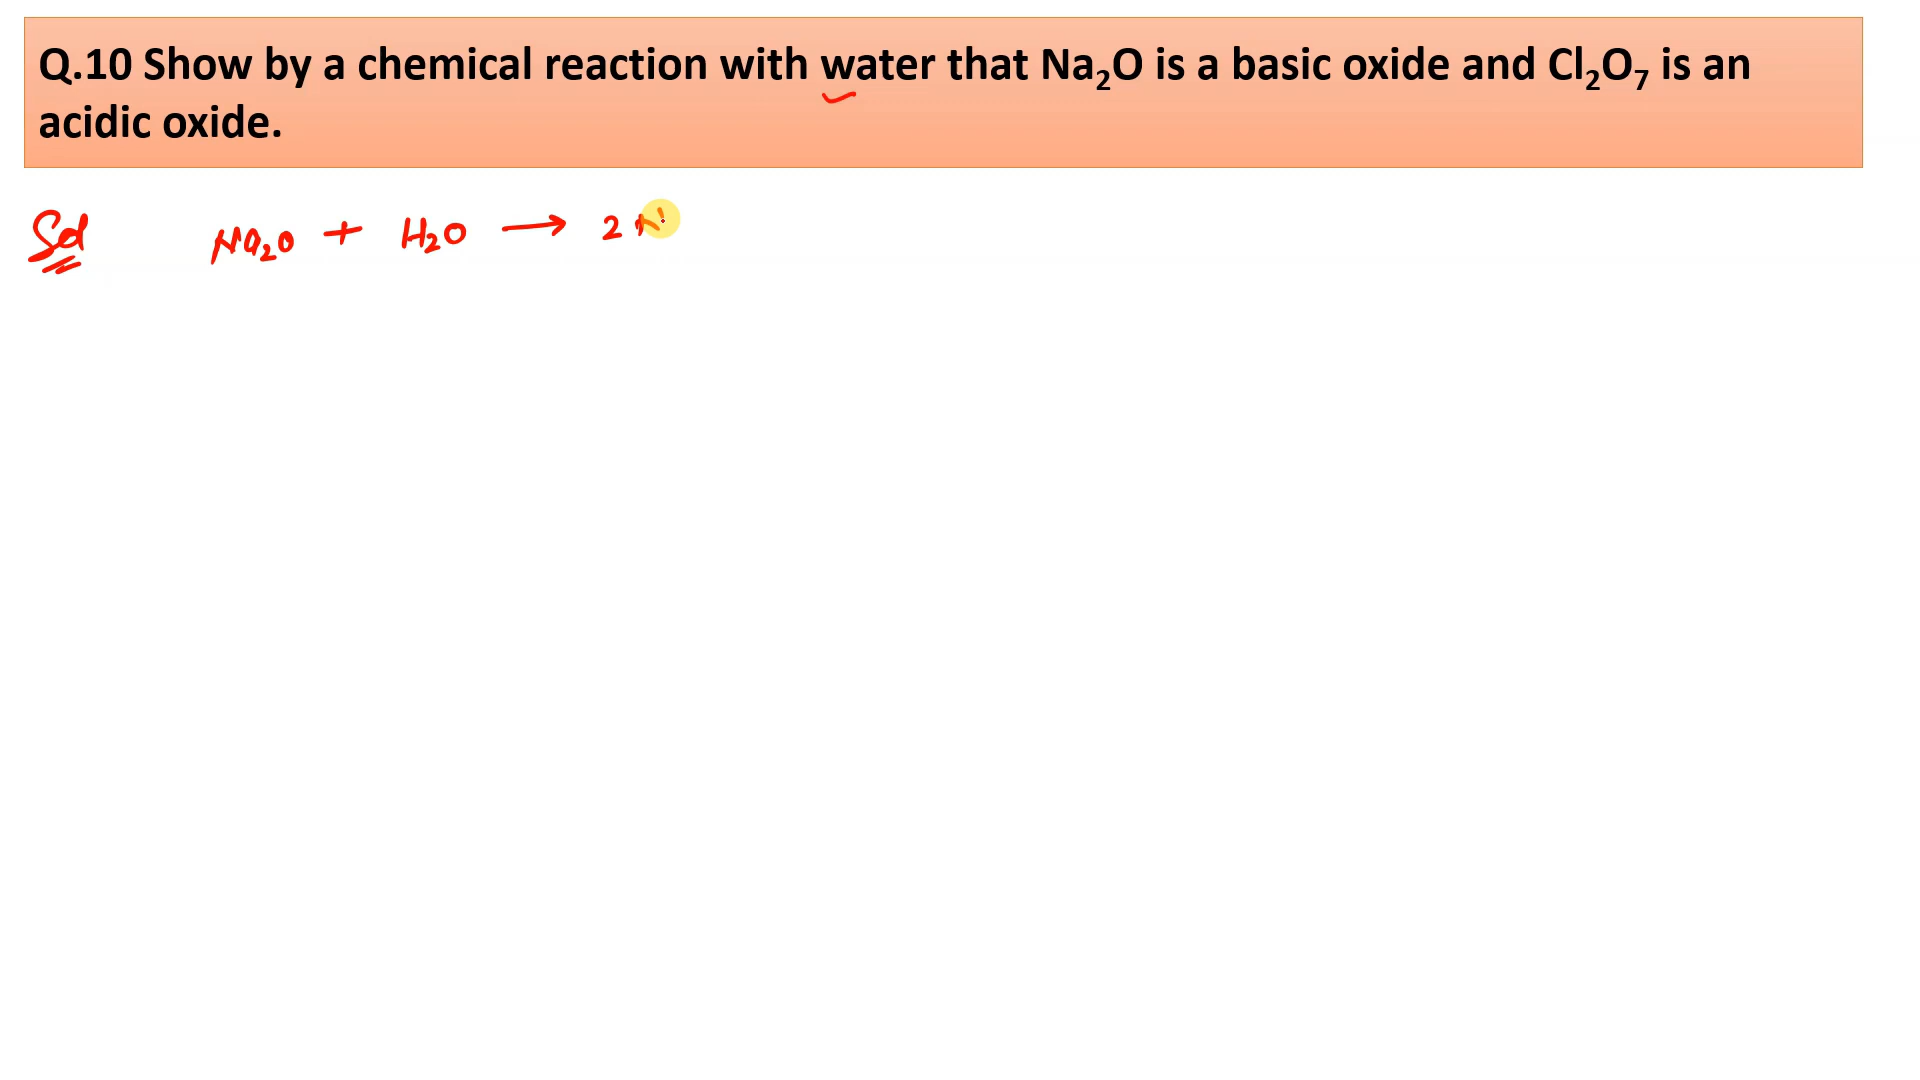 Q.10 Show by a chemical reaction with water that Na₂O is a basic oxide and Cl₂O₇ is an
acidic oxide.
Sol Na₂O + H₂O → 2 N